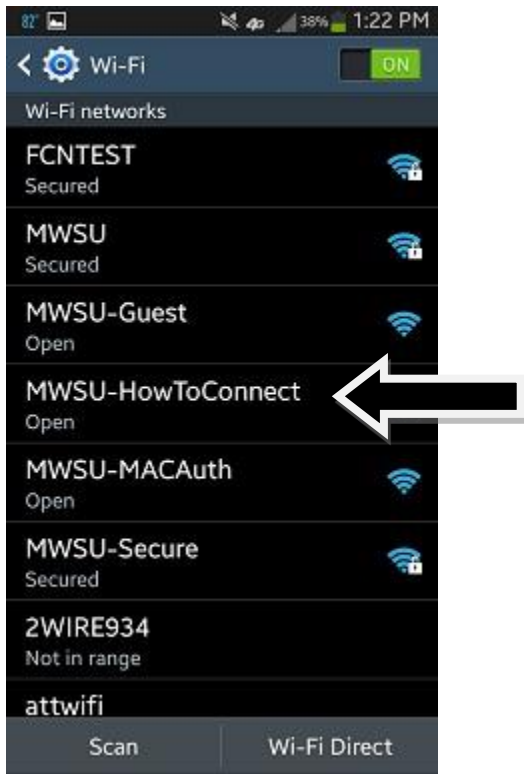 82° 4G 38% 1:22 PM
Wi-Fi ON
Wi-Fi networks
FCNTEST
Secured
MWSU
Secured
MWSU-Guest
Open
MWSU-HowToConnect
Open
MWSU-MACAuth
Open
MWSU-Secure
Secured
2WIRE934
Not in range
attwifi
Scan Wi-Fi Direct